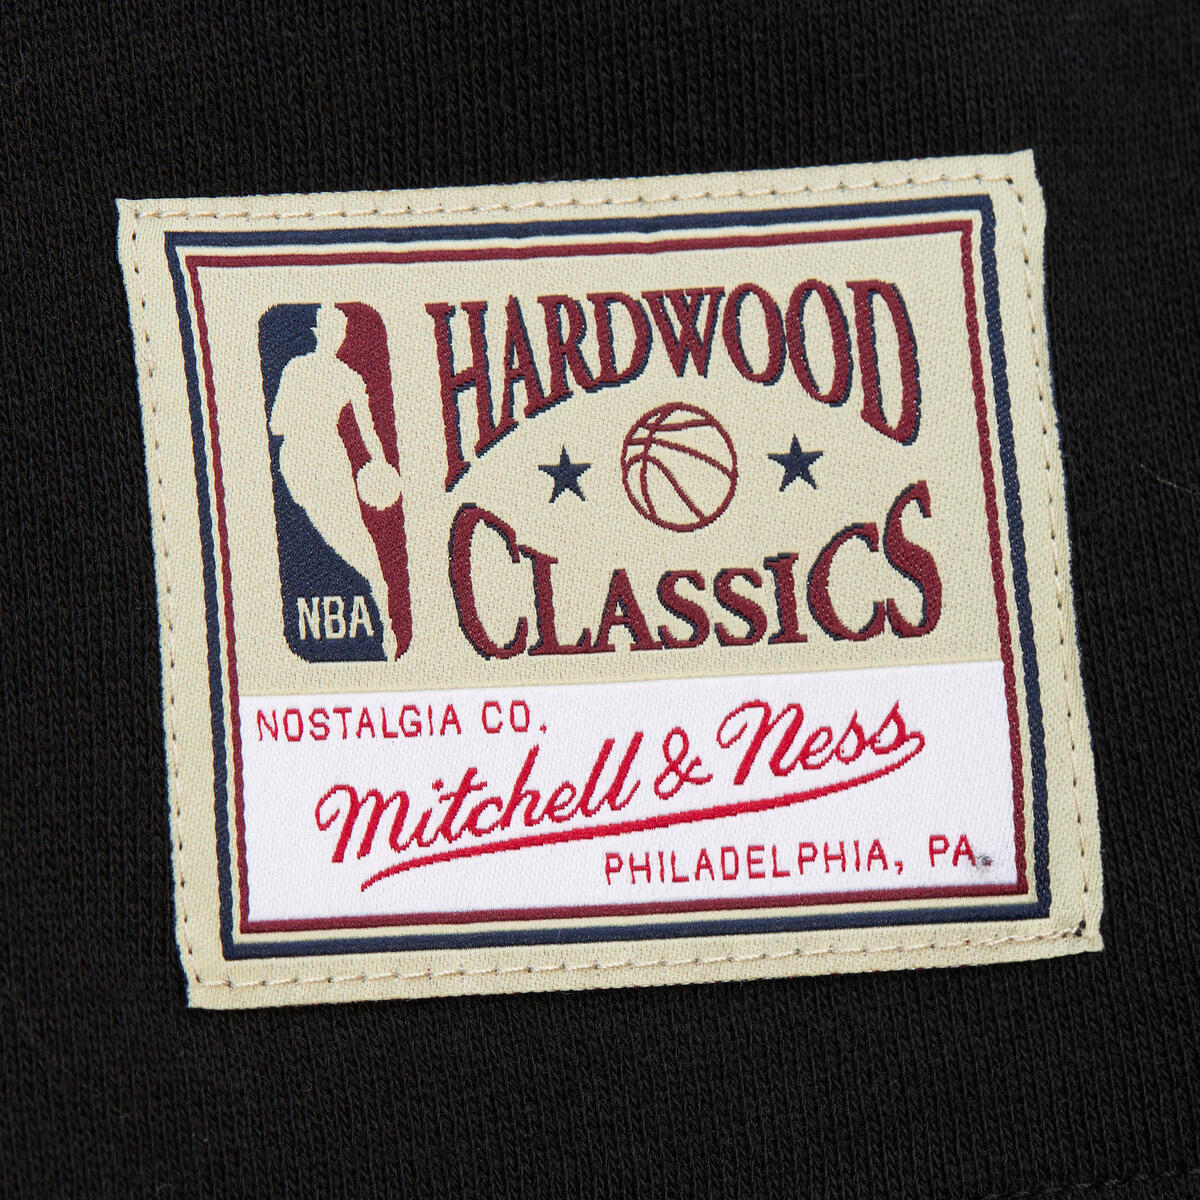 HARDWOOD
CLASSICS
NBA
NOSTALGIA CO.
Mitchell & Ness
PHILADELPHIA, PA.